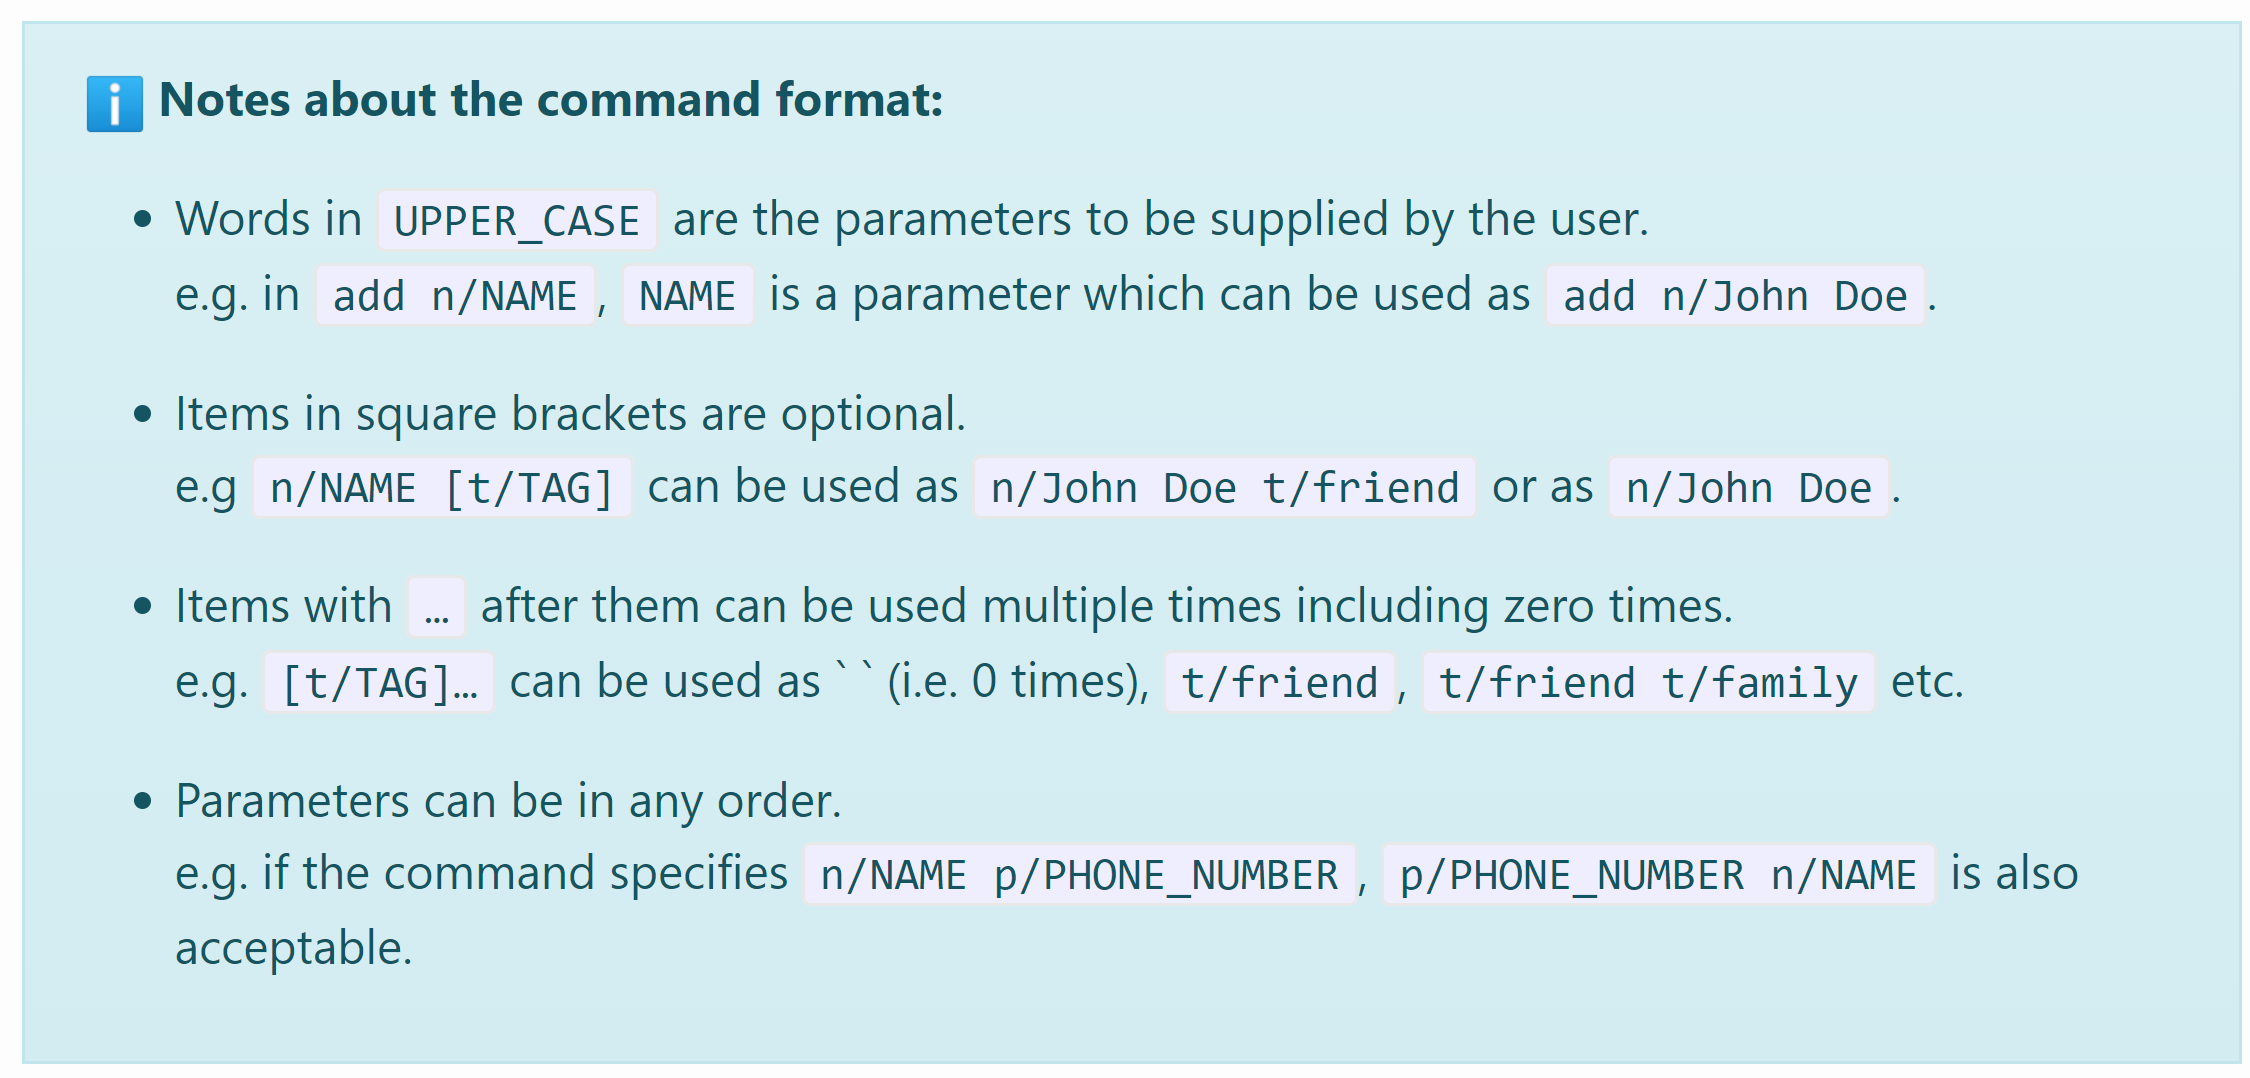 Notes about the command format:
• Words in UPPER_CASE are the parameters to be supplied by the user.
e.g. in add n/NAME, NAME is a parameter which can be used as add n/John Doe.
• Items in square brackets are optional.
e.g n/NAME [t/TAG] can be used as n/John Doe t/friend or as n/John Doe.
• Items with … after them can be used multiple times including zero times.
e.g. [t/TAG]… can be used as ` ` (i.e. 0 times), t/friend, t/friend t/family etc.
• Parameters can be in any order.
e.g. if the command specifies n/NAME p/PHONE_NUMBER, p/PHONE_NUMBER n/NAME is also
acceptable.